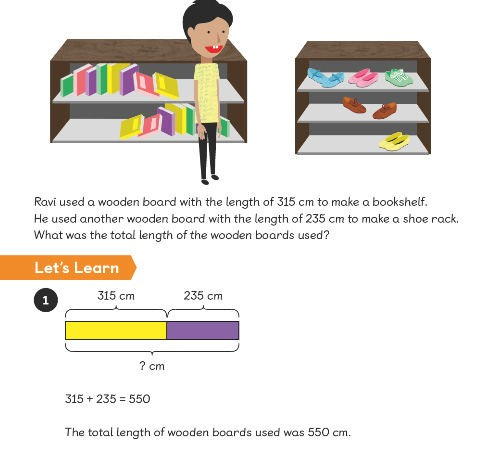 Ravi used a wooden board with the length of 315 cm to make a bookshelf.
He used another wooden board with the length of 235 cm to make a shoe rack.
What was the total length of the wooden boards used?
Let's Learn
1
315 cm 235 cm
? cm
315 + 235 = 550
The total length of wooden boards used was 550 cm.